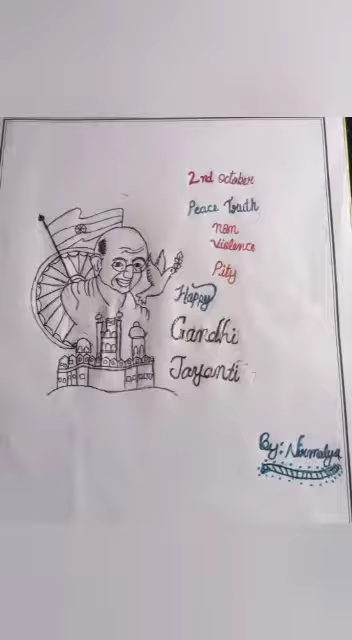 2nd october
Peace Truth
non
violence
Pity
Happy
Gandhi
Jayanti
By: Nirmalya